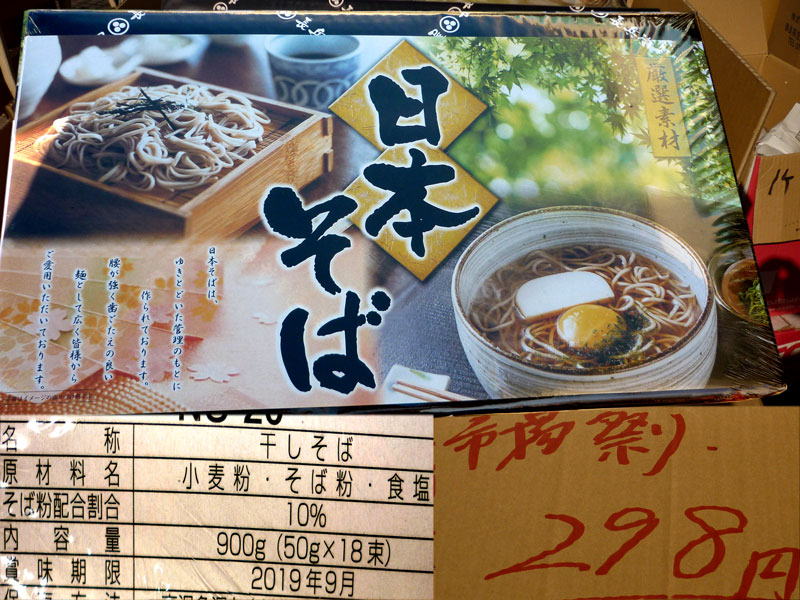 日本
そば
厳選素材
日本そばは、
ゆきとどいた管理のもとに
作られております。
腰が強く歯ごたえの良い
麺として広く皆様から
ご愛用いただいております。
NO 20
名称 干しそば
原材料名 小麦粉・そば粉・食塩
そば粉配合割合 10%
内容量 900g (50g×18束)
賞味期限 2019年9月
市場祭り
298円